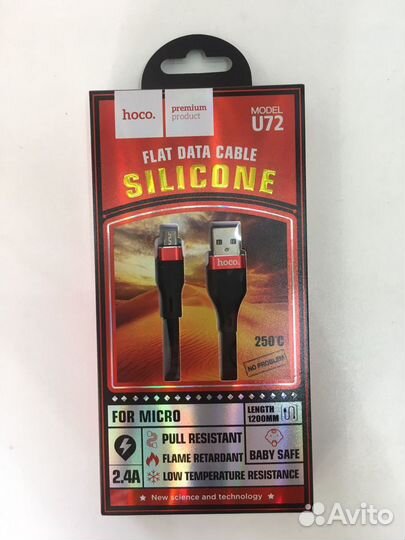 hoco.
premium
product
MODEL
U72
FLAT DATA CABLE
SILICONE
hoco.
250°C
NO PROBLEM
FOR MICRO
LENGTH
1200MM
PULL RESISTANT
FLAME RETARDANT
BABY SAFE
2.4A
LOW TEMPERATURE RESISTANCE
★ New science and technology ★
Avito